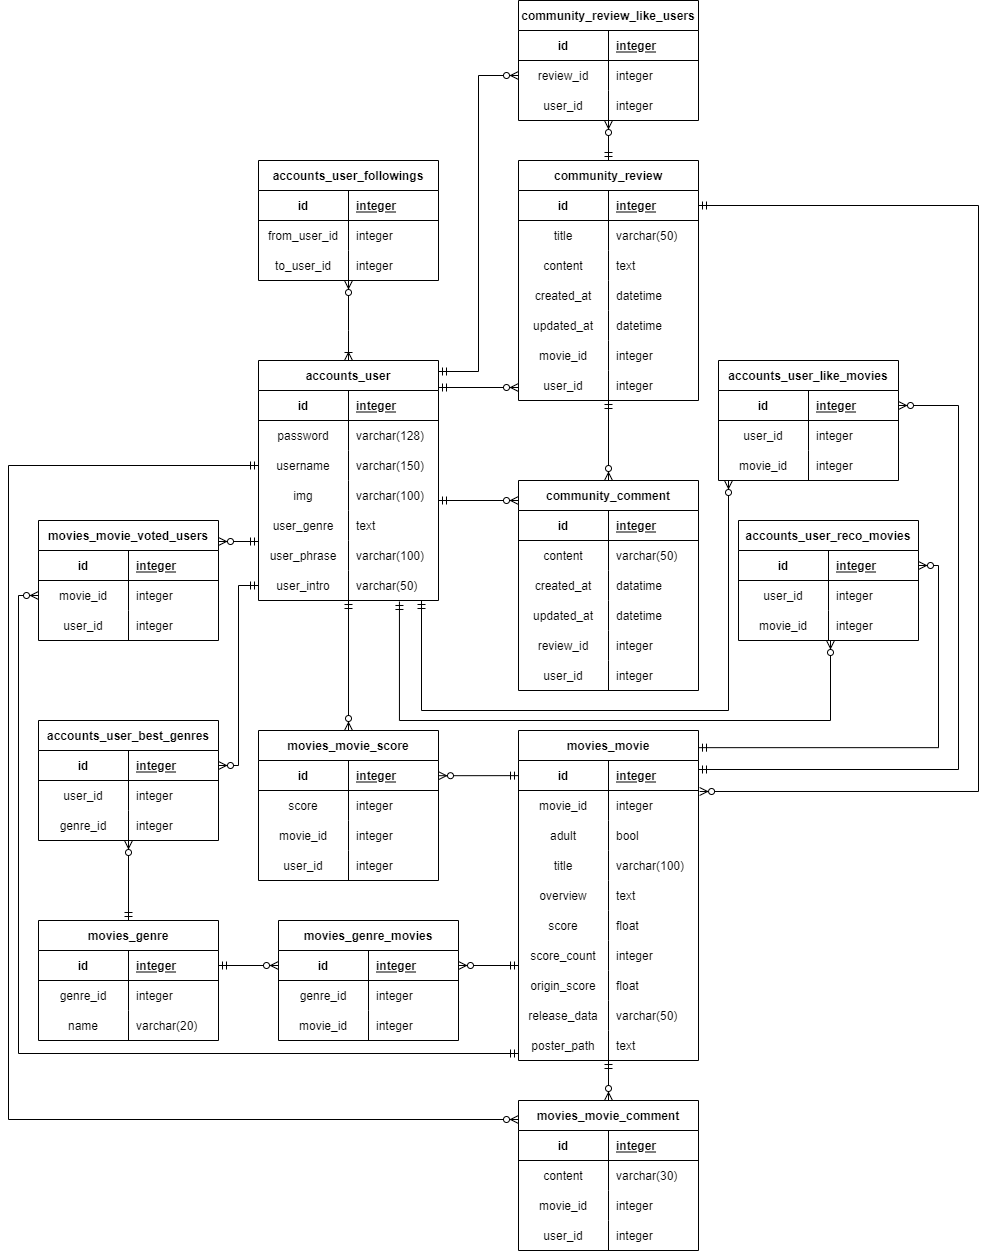 community_review_like_users
id integer
review_id integer
user_id integer
accounts_user_followings
id integer
from_user_id integer
to_user_id integer
community_review
id integer
title varchar(50)
content text
created_at datetime
updated_at datetime
movie_id integer
user_id integer
accounts_user
id integer
password varchar(128)
username varchar(150)
img varchar(100)
user_genre text
user_phrase varchar(100)
user_intro varchar(50)
accounts_user_like_movies
id integer
user_id integer
movie_id integer
community_comment
id integer
content varchar(50)
created_at datatime
updated_at datatime
review_id integer
user_id integer
movies_movie_voted_users
id integer
movie_id integer
user_id integer
accounts_user_reco_movies
id integer
user_id integer
movie_id integer
accounts_user_best_genres
id integer
user_id integer
genre_id integer
movies_movie_score
id integer
score integer
movie_id integer
user_id integer
movies_movie
id integer
movie_id integer
adult bool
title varchar(100)
overview text
score float
score_count integer
origin_score float
release_data varchar(50)
poster_path text
movies_genre
id integer
genre_id integer
name varchar(20)
movies_genre_movies
id integer
genre_id integer
movie_id integer
movies_movie_comment
id integer
content varchar(30)
movie_id integer
user_id integer